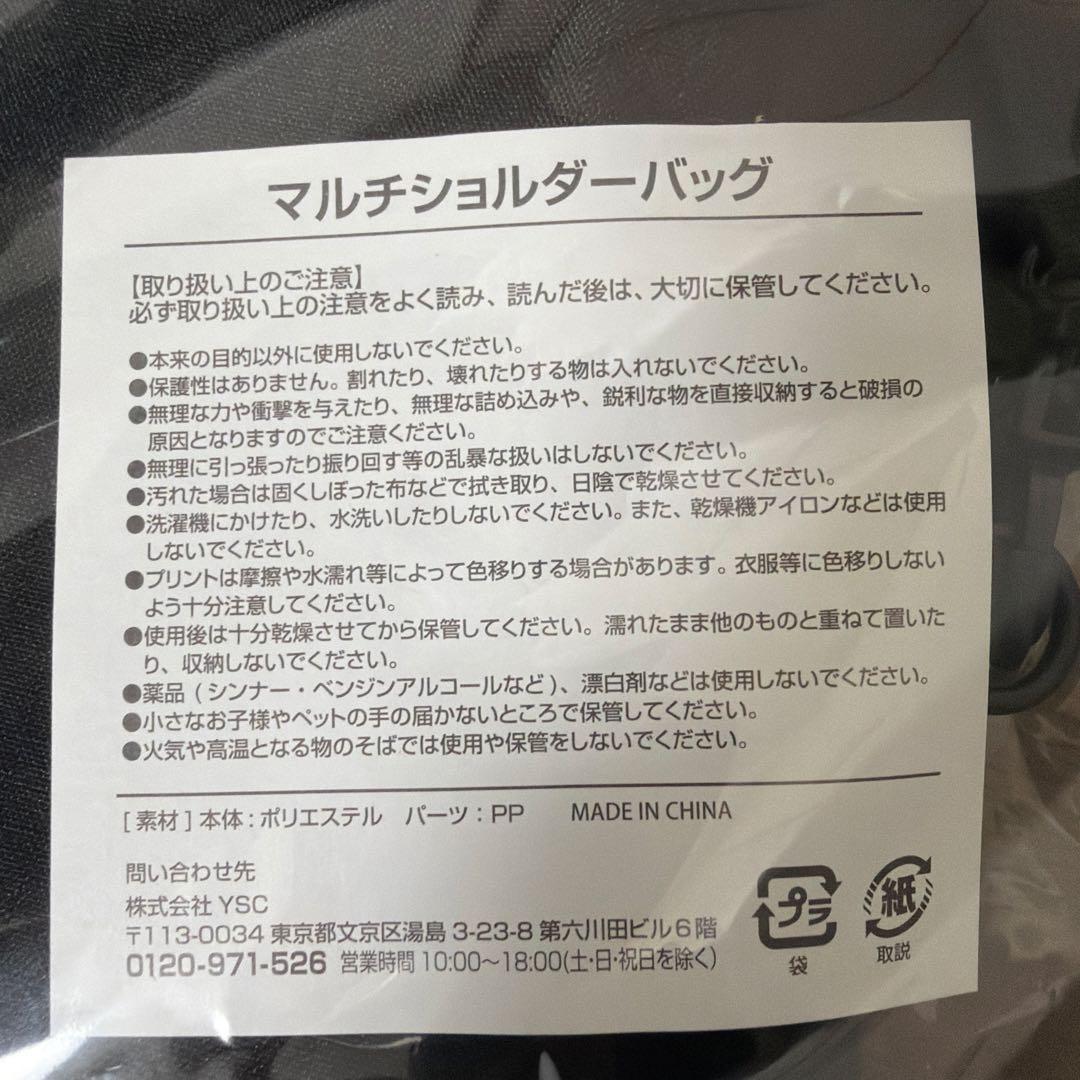 マルチショルダーバッグ
【取り扱い上のご注意】
必ず取り扱い上の注意をよく読み、読んだ後は、大切に保管してください。
●本来の目的以外に使用しないでください。
●保護性はありません。割れたり、壊れたりする物は入れないでください。
●無理な力や衝撃を与えたり、無理な詰め込みや、鋭利な物を直接収納すると破損の
原因となりますのでご注意ください。
●無理に引っ張ったり振り回す等の乱暴な扱いはしないでください。
●汚れた場合は固くしぼった布などで拭き取り、日陰で乾燥させてください。
●洗濯機にかけたり、水洗いしたりしないでください。また、乾燥機アイロンなどは使用
しないでください。
●プリントは摩擦や水濡れ等によって色移りする場合があります。衣服等に色移りしない
よう十分注意してください。
●使用後は十分乾燥させてから保管してください。濡れたまま他のものと重ねて置いた
り、収納しないでください。
●薬品（シンナー・ベンジンアルコールなど）、漂白剤などは使用しないでください。
●小さなお子様やペットの手の届かないところで保管してください。
●火気や高温となる物のそばでは使用や保管をしないでください。
[素材]本体：ポリエステル　パーツ：PP　MADE IN CHINA
問い合わせ先
株式会社 YSC
〒113-0034 東京都文京区湯島 3-23-8 第六川田ビル6階
0120-971-526 営業時間 10:00～18:00(土・日・祝日を除く)
プラ
袋
紙
取説